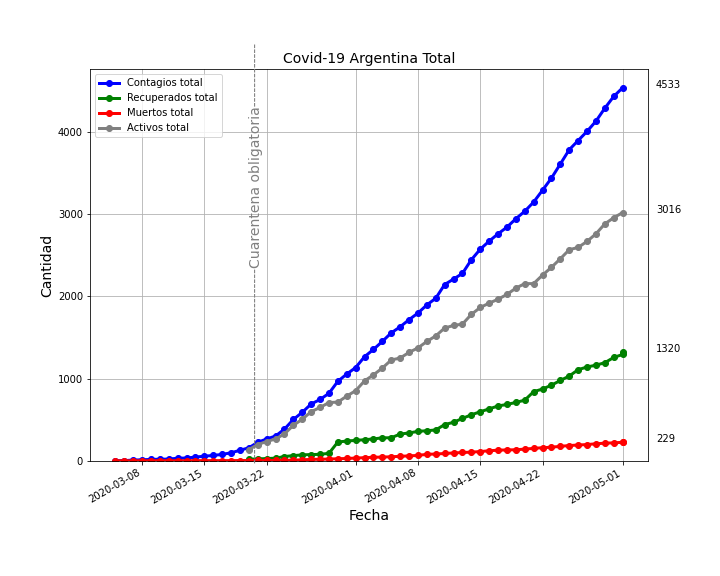 Covid-19 Argentina Total
Contagios total
Recuperados total
Muertos total
Activos total
Cuarentena obligatoria
Cantidad
4000
3000
2000
1000
0
4533
3016
1320
229
2020-03-08
2020-03-15
2020-03-22
2020-04-01
2020-04-08
2020-04-15
2020-04-22
2020-05-01
Fecha